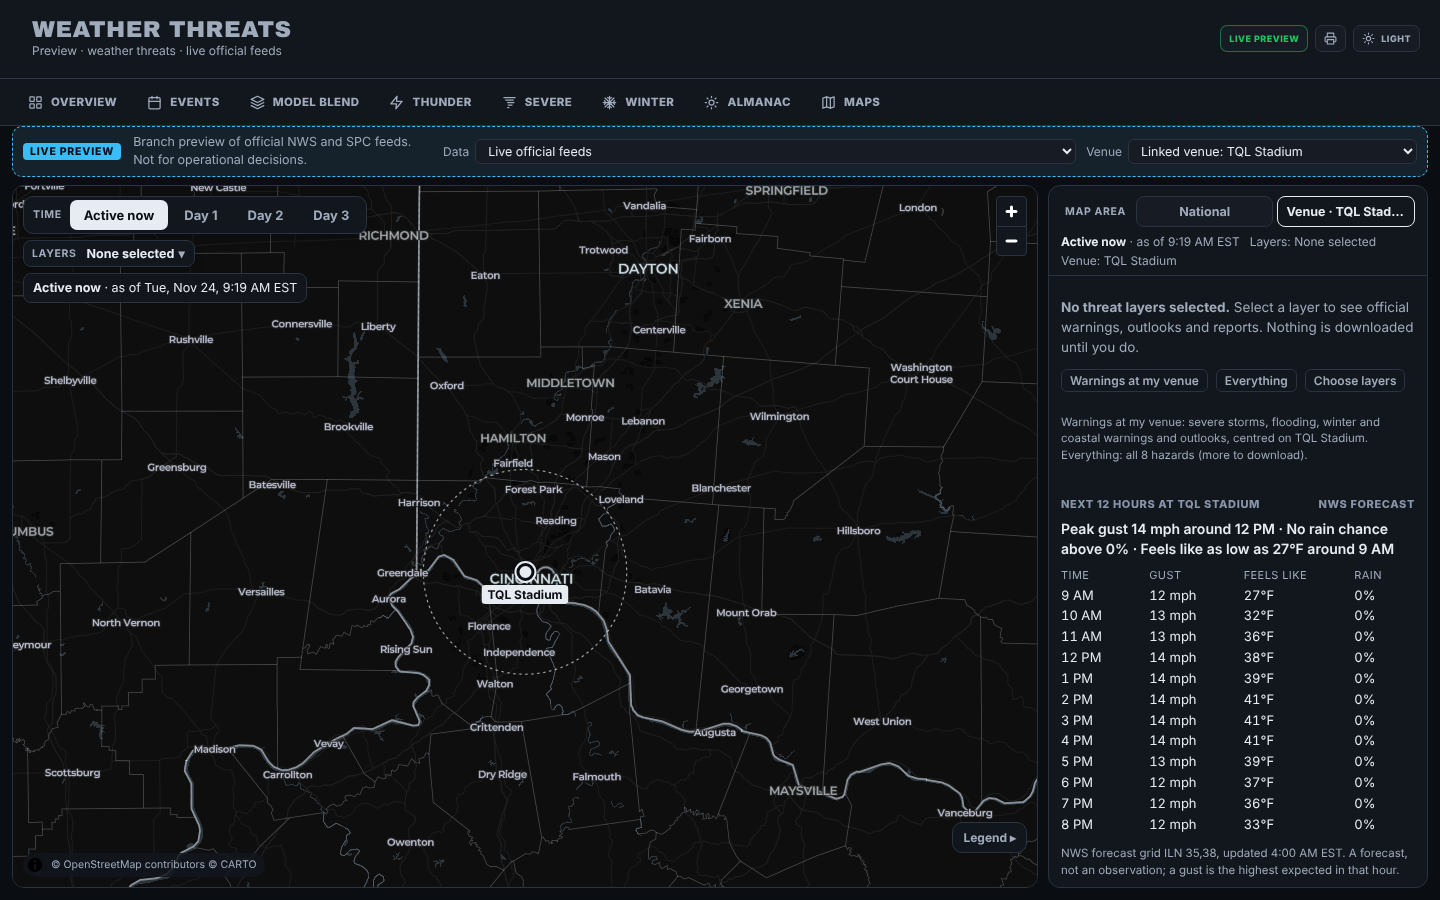 WEATHER THREATS
Preview · weather threats · live official feeds
LIVE PREVIEW
LIGHT
OVERVIEW
EVENTS
MODEL BLEND
THUNDER
SEVERE
WINTER
ALMANAC
MAPS
LIVE PREVIEW
Branch preview of official NWS and SPC feeds.
Not for operational decisions.
Data
Live official feeds
Venue
Linked venue: TQL Stadium
TIME
Active now
Day 1
Day 2
Day 3
LAYERS None selected ▾
Active now · as of Tue, Nov 24, 9:19 AM EST
+
−
New Castle
SPRINGFIELD
Vandalia
London
RICHMOND
Fairborn
Trotwood
DAYTON
Eaton
XENIA
Connersville
Liberty
Centerville
Rushville
Washington
Court House
Shelbyville
Oxford
MIDDLETOWN
Monroe
Lebanon
Wilmington
Brookville
HAMILTON
Mason
Fairfield
Greensburg
Batesville
Forest Park
Blanchester
Harrison
Loveland
Reading
Hillsboro
UMBUS
Greendale
CINCINNATI
TQL Stadium
Versailles
Aurora
Batavia
Mount Orab
North Vernon
Florence
eymour
Rising Sun
Independence
Walton
Georgetown
Crittenden
West Union
Augusta
Madison
Vevay
Scottsburg
Carrollton
Dry Ridge
Falmouth
MAYSVILLE
Vanceburg
Owenton
Legend ▸
© OpenStreetMap contributors © CARTO
MAP AREA
National
Venue · TQL Stad...
Active now · as of 9:19 AM EST Layers: None selected
Venue: TQL Stadium
No threat layers selected. Select a layer to see official
warnings, outlooks and reports. Nothing is downloaded
until you do.
Warnings at my venue
Everything
Choose layers
Warnings at my venue: severe storms, flooding, winter and
coastal warnings and outlooks, centred on TQL Stadium.
Everything: all 8 hazards (more to download).
NEXT 12 HOURS AT TQL STADIUM NWS FORECAST
Peak gust 14 mph around 12 PM · No rain chance
above 0% · Feels like as low as 27°F around 9 AM
TIME GUST FEELS LIKE RAIN
9 AM 12 mph 27°F 0%
10 AM 13 mph 32°F 0%
11 AM 13 mph 36°F 0%
12 PM 14 mph 38°F 0%
1 PM 14 mph 39°F 0%
2 PM 14 mph 41°F 0%
3 PM 14 mph 41°F 0%
4 PM 14 mph 41°F 0%
5 PM 13 mph 39°F 0%
6 PM 12 mph 37°F 0%
7 PM 12 mph 36°F 0%
8 PM 12 mph 33°F 0%
NWS forecast grid ILN 35,38, updated 4:00 AM EST. A forecast,
not an observation; a gust is the highest expected in that hour.